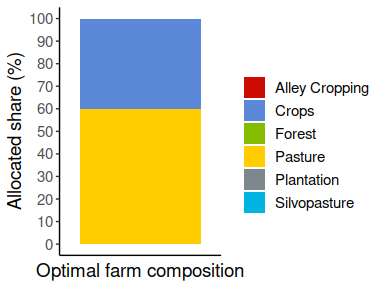 Allocated share (%)
100
90
80
70
60
50
40
30
20
10
0
Optimal farm composition
Alley Cropping
Crops
Forest
Pasture
Plantation
Silvopasture